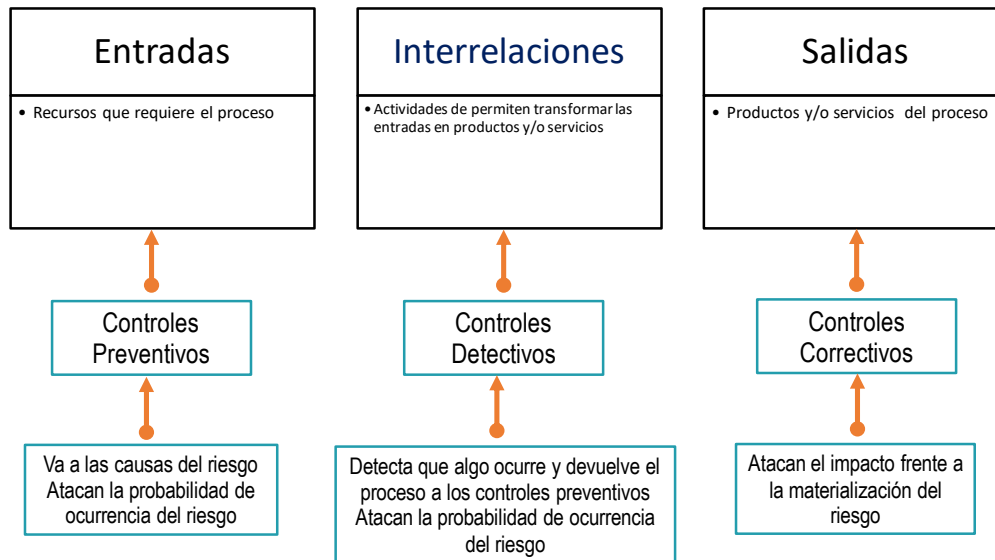 Entradas
• Recursos que requiere el proceso
Interrelaciones
• Actividades de permiten transformar las
entradas en productos y/o servicios
Salidas
• Productos y/o servicios del proceso
Controles
Preventivos
Controles
Detectivos
Controles
Correctivos
Va a las causas del riesgo
Atacan la probabilidad de
ocurrencia del riesgo
Detecta que algo ocurre y devuelve el
proceso a los controles preventivos
Atacan la probabilidad de ocurrencia
del riesgo
Atacan el impacto frente a
la materialización del
riesgo